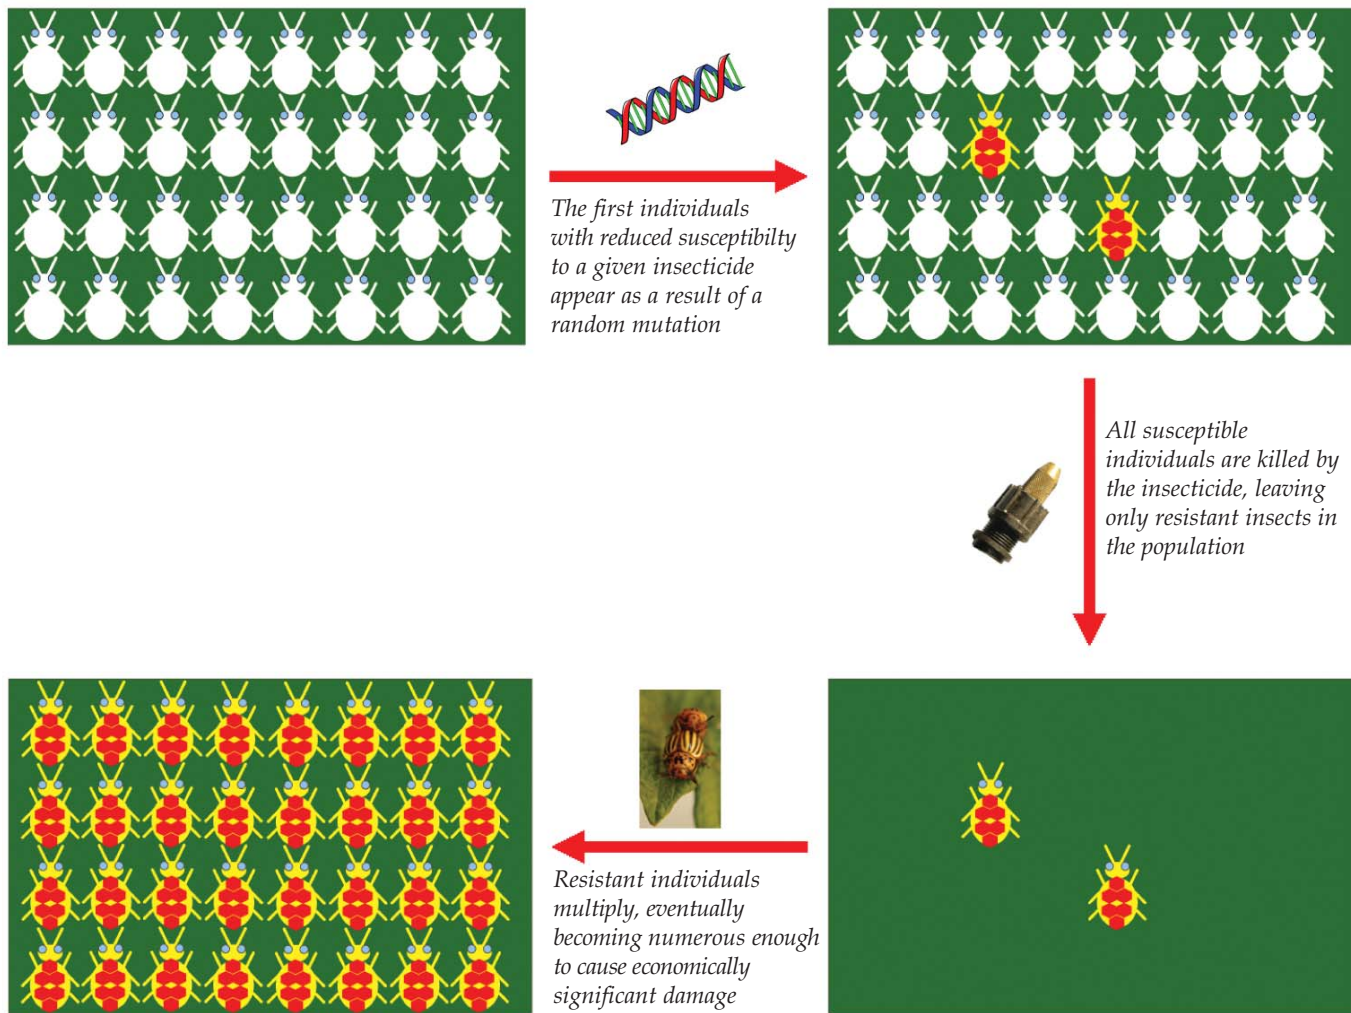 The first individuals
with reduced susceptibilty
to a given insecticide
appear as a result of a
random mutation
All susceptible
individuals are killed by
the insecticide, leaving
only resistant insects in
the population
Resistant individuals
multiply, eventually
becoming numerous enough
to cause economically
significant damage